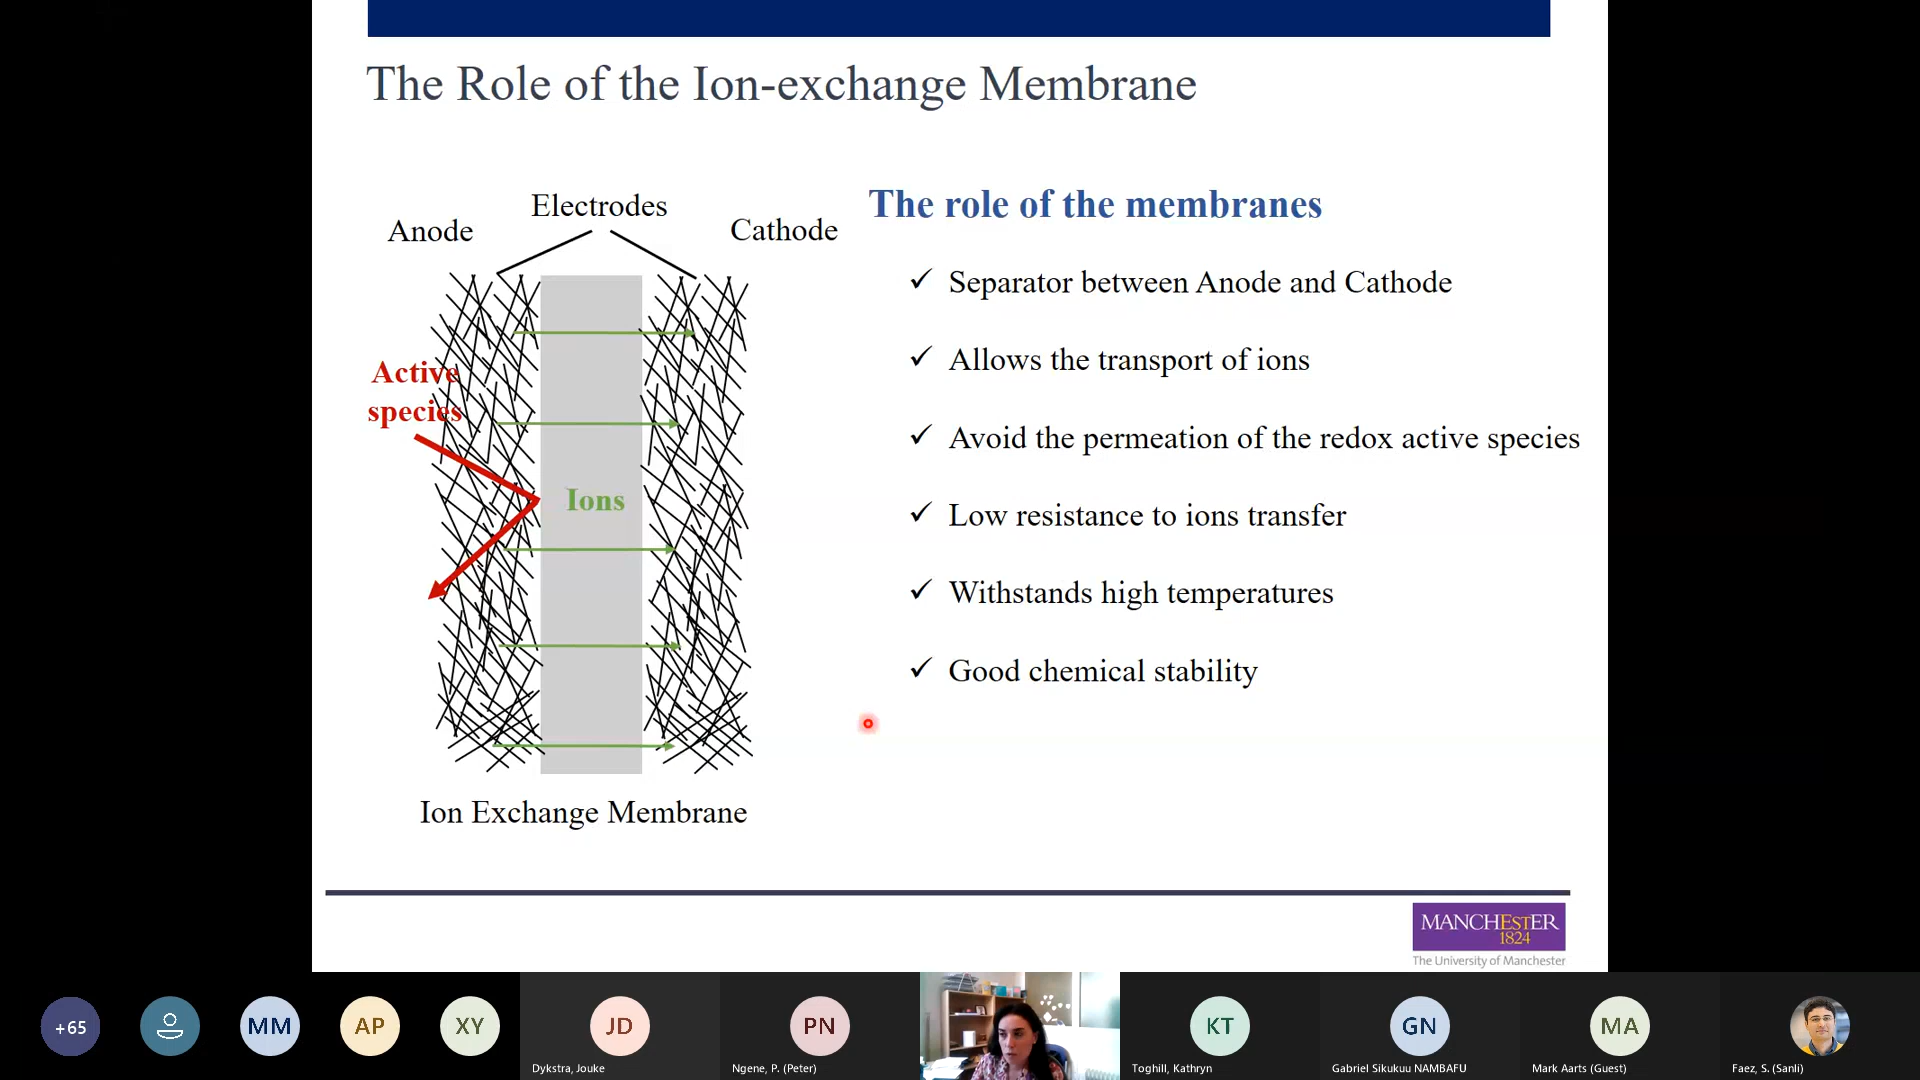 The Role of the Ion-exchange Membrane
Electrodes
Anode
Cathode
Active
species
Ions
Ion Exchange Membrane
The role of the membranes
✓ Separator between Anode and Cathode
✓ Allows the transport of ions
✓ Avoid the permeation of the redox active species
✓ Low resistance to ions transfer
✓ Withstands high temperatures
✓ Good chemical stability
MANCHESTER
1824
The University of Manchester
+65
MM
AP
XY
JD
Dykstra, Jouke
PN
Ngene, P. (Peter)
KT
Toghill, Kathryn
GN
Gabriel Sikukuu NAMBAFU
MA
Mark Aarts (Guest)
Faez, S. (Sanli)